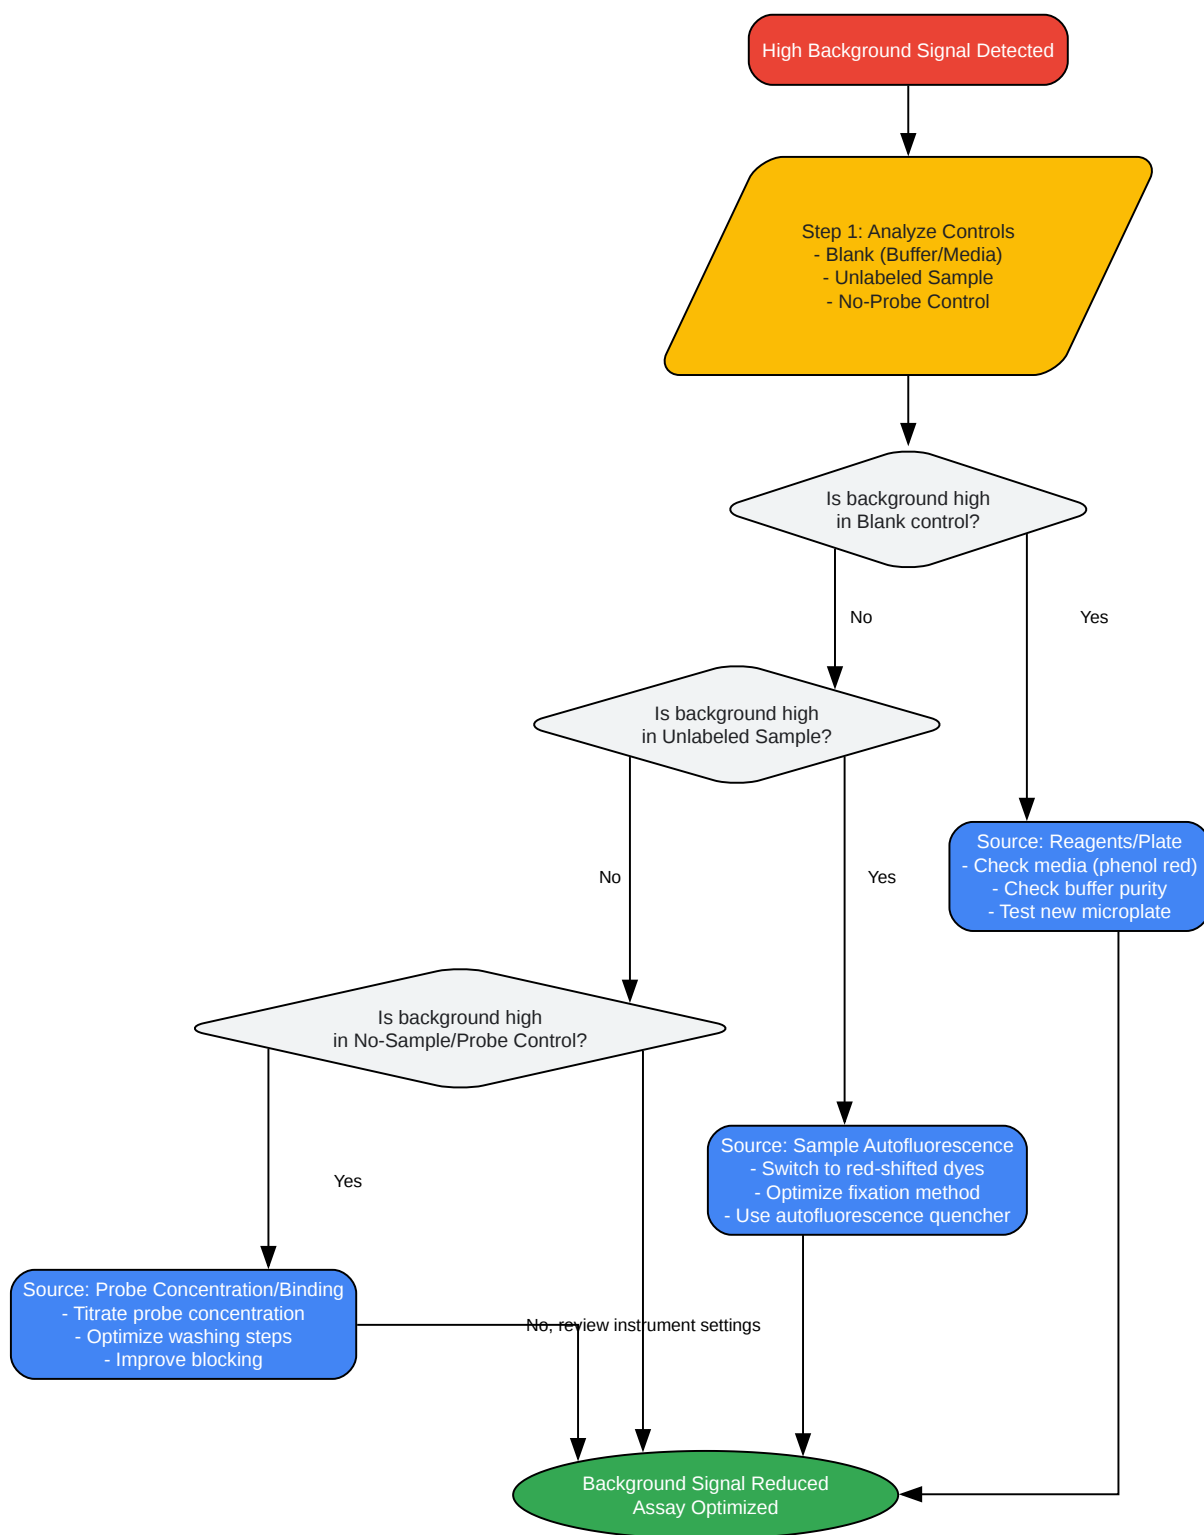 High Background Signal Detected
Step 1: Analyze Controls
- Blank (Buffer/Media)
- Unlabeled Sample
- No-Probe Control
Is background high
in Blank control?
No
Yes
Is background high
in Unlabeled Sample?
No
Yes
Source: Reagents/Plate
- Check media (phenol red)
- Check buffer purity
- Test new microplate
Is background high
in No-Sample/Probe Control?
Yes
Source: Sample Autofluorescence
- Switch to red-shifted dyes
- Optimize fixation method
- Use autofluorescence quencher
Source: Probe Concentration/Binding
- Titrate probe concentration
- Optimize washing steps
- Improve blocking
No, review instrument settings
Background Signal Reduced
Assay Optimized